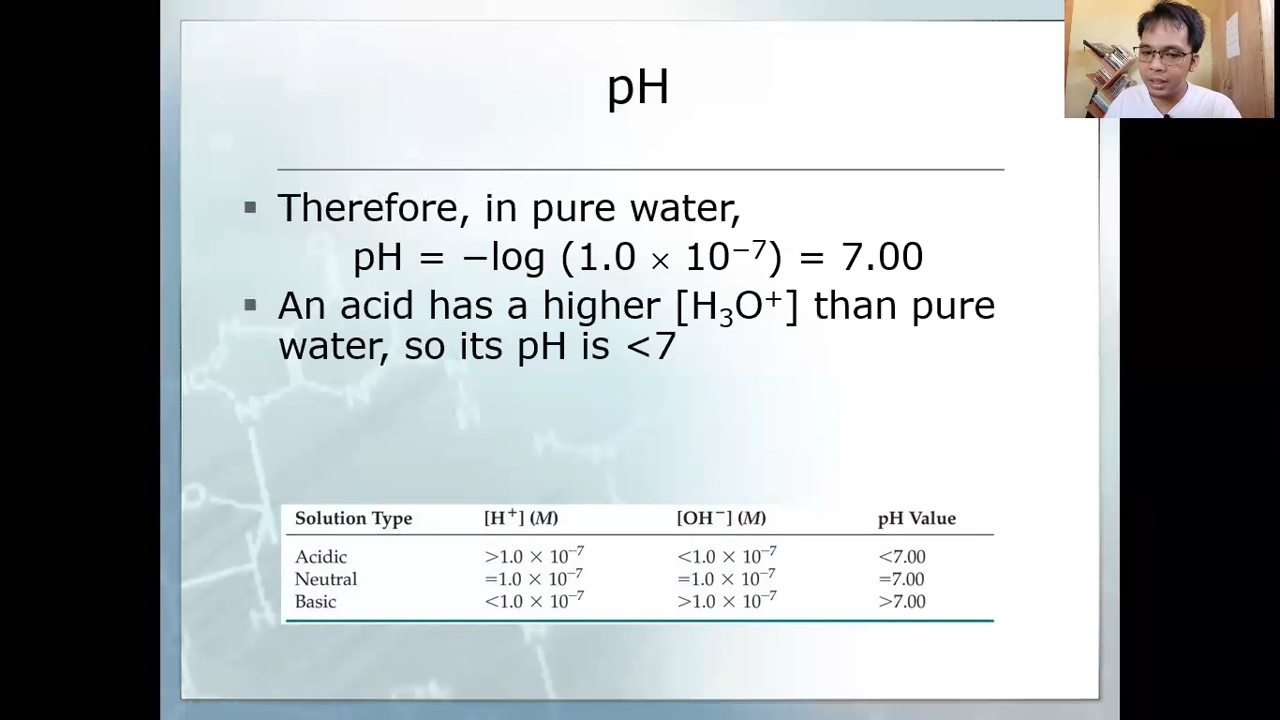 pH
▪ Therefore, in pure water,
pH = −log (1.0 × 10⁻⁷) = 7.00
▪ An acid has a higher [H₃O⁺] than pure
water, so its pH is <7
Solution Type [H⁺] (M) [OH⁻] (M) pH Value
Acidic >1.0 × 10⁻⁷ <1.0 × 10⁻⁷ <7.00
Neutral =1.0 × 10⁻⁷ =1.0 × 10⁻⁷ =7.00
Basic <1.0 × 10⁻⁷ >1.0 × 10⁻⁷ >7.00